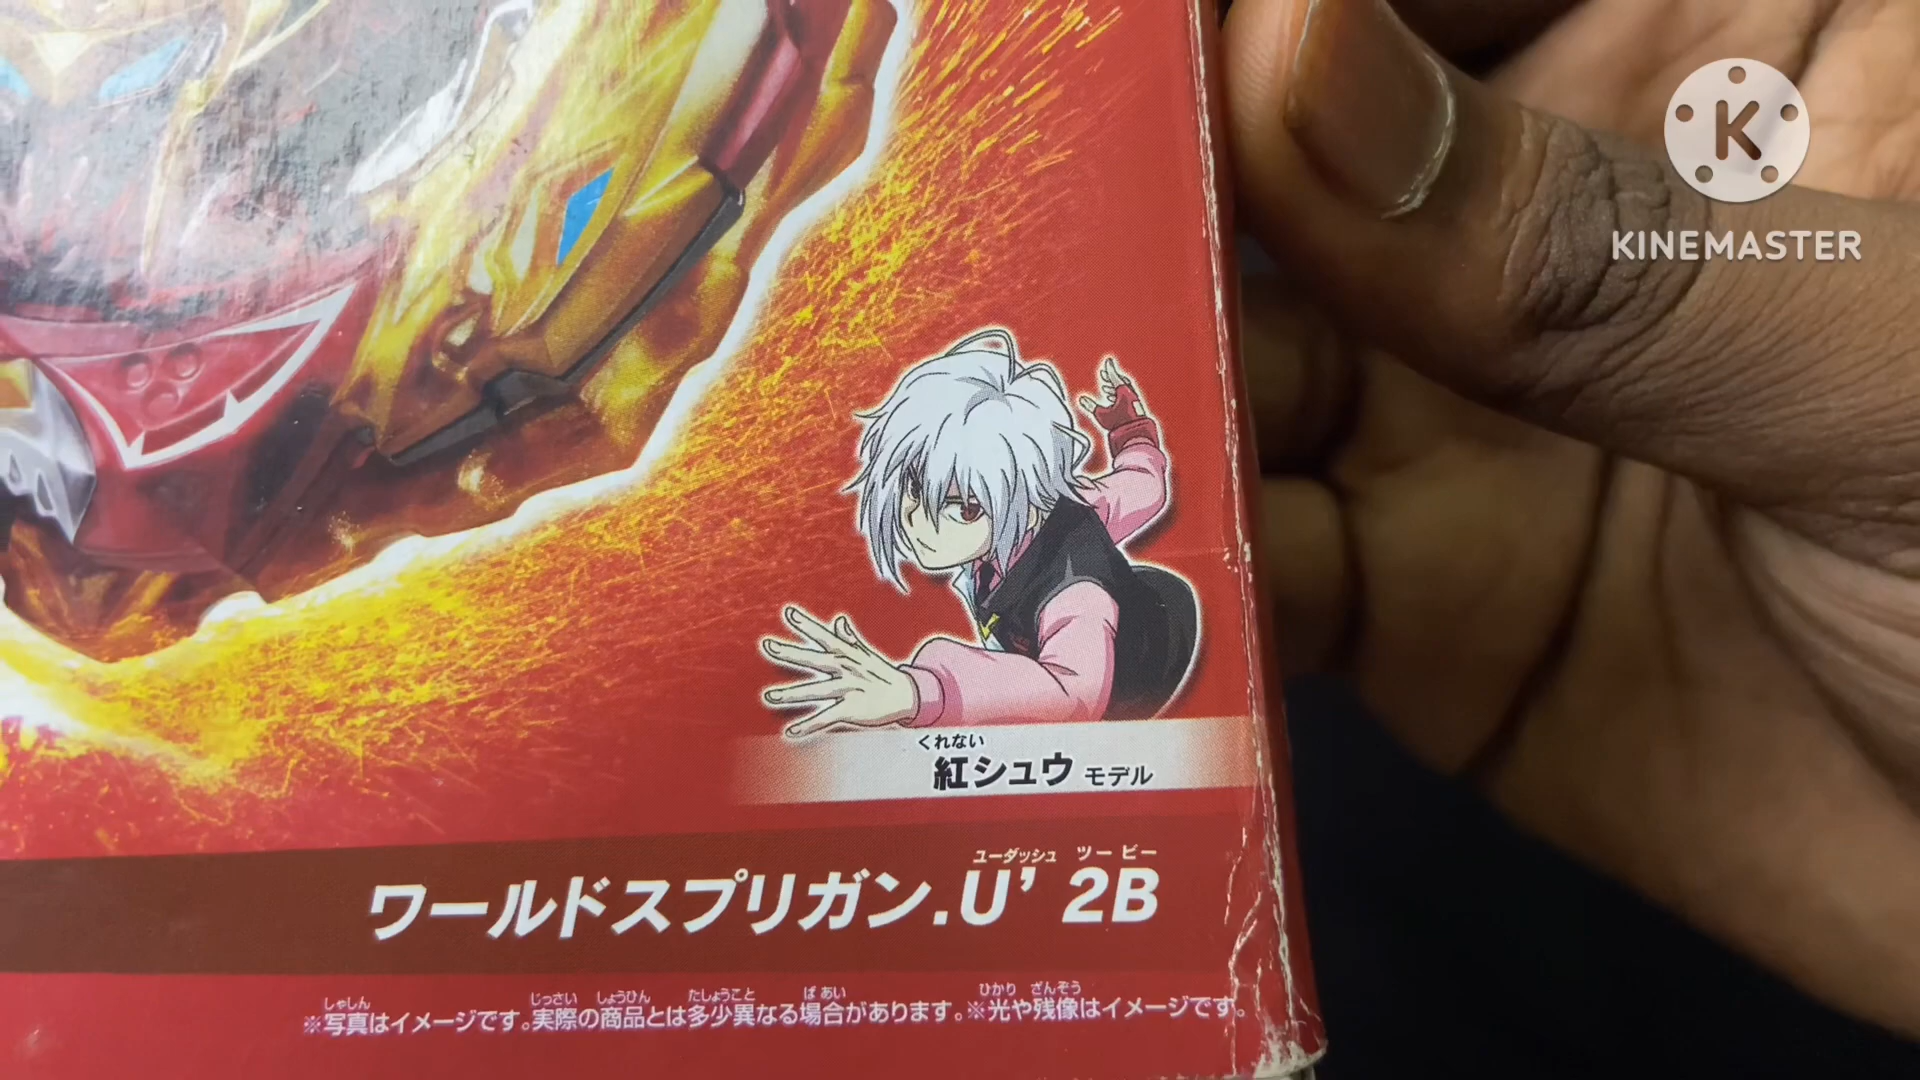 K
KINEMASTER
くれない
紅シュウ モデル
ユーダッシュ ツー ビー
ワールドスプリガン.U’ 2B
しゃしん じっさい しょうひん たしょうこと ばあい ひかり ざんぞう
※写真はイメージです。実際の商品とは多少異なる場合があります。※光や残像はイメージです。